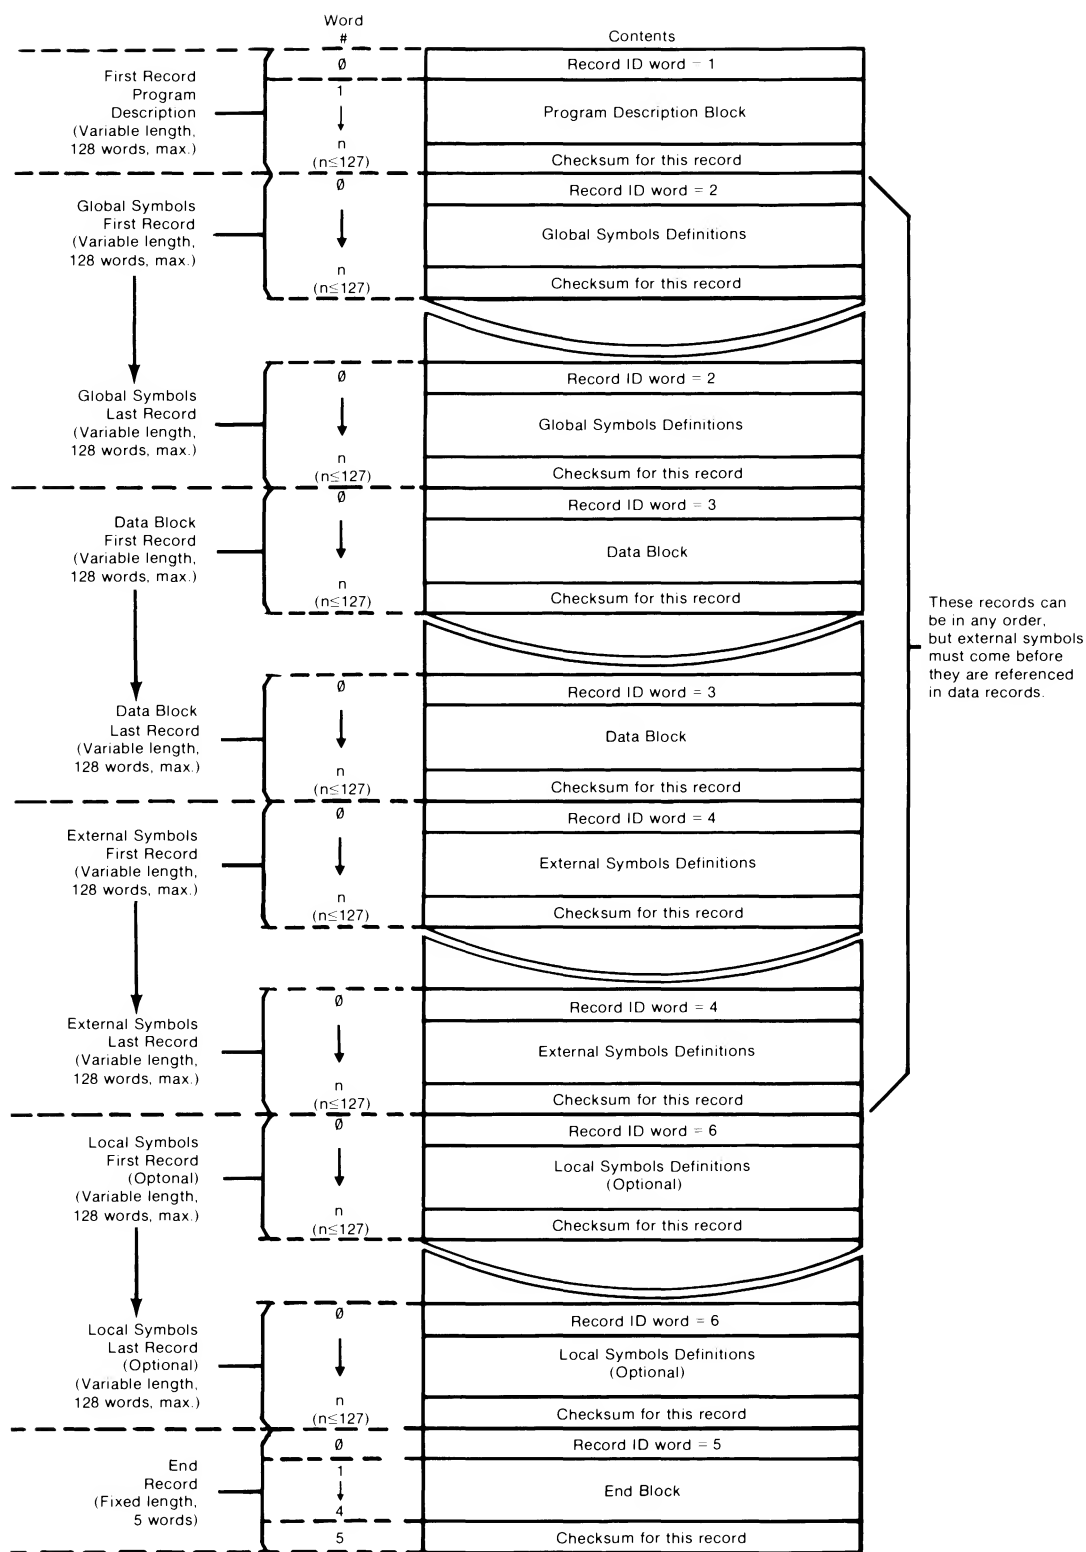 Word
#
Contents
First Record
Program
Description
(Variable length,
128 words, max.)
Ø
Record ID word = 1
1
n
(n≤127)
Program Description Block
Checksum for this record
Global Symbols
First Record
(Variable length,
128 words, max.)
Ø
n
(n≤127)
Record ID word = 2
Global Symbols Definitions
Checksum for this record
Global Symbols
Last Record
(Variable length,
128 words, max.)
Ø
n
(n≤127)
Record ID word = 2
Global Symbols Definitions
Checksum for this record
Data Block
First Record
(Variable length,
128 words, max.)
Ø
n
(n≤127)
Record ID word = 3
Data Block
Checksum for this record
Data Block
Last Record
(Variable length,
128 words, max.)
Ø
n
(n≤127)
Record ID word = 3
Data Block
Checksum for this record
External Symbols
First Record
(Variable length,
128 words, max.)
Ø
n
(n≤127)
Record ID word = 4
External Symbols Definitions
Checksum for this record
External Symbols
Last Record
(Variable length,
128 words, max.)
Ø
n
(n≤127)
Record ID word = 4
External Symbols Definitions
Checksum for this record
These records can
be in any order,
but external symbols
must come before
they are referenced
in data records.
Local Symbols
First Record
(Optonal)
(Variable length,
128 words, max.)
Ø
n
(n≤127)
Record ID word = 6
Local Symbols Definitions
(Optional)
Checksum for this record
Local Symbols
Last Record
(Optional)
(Variable length,
128 words, max.)
Ø
n
(n≤127)
Record ID word = 6
Local Symbols Definitions
(Optional)
Checksum for this record
End
Record
(Fixed length,
5 words)
Ø
Record ID word = 5
1
4
End Block
5
Checksum for this record